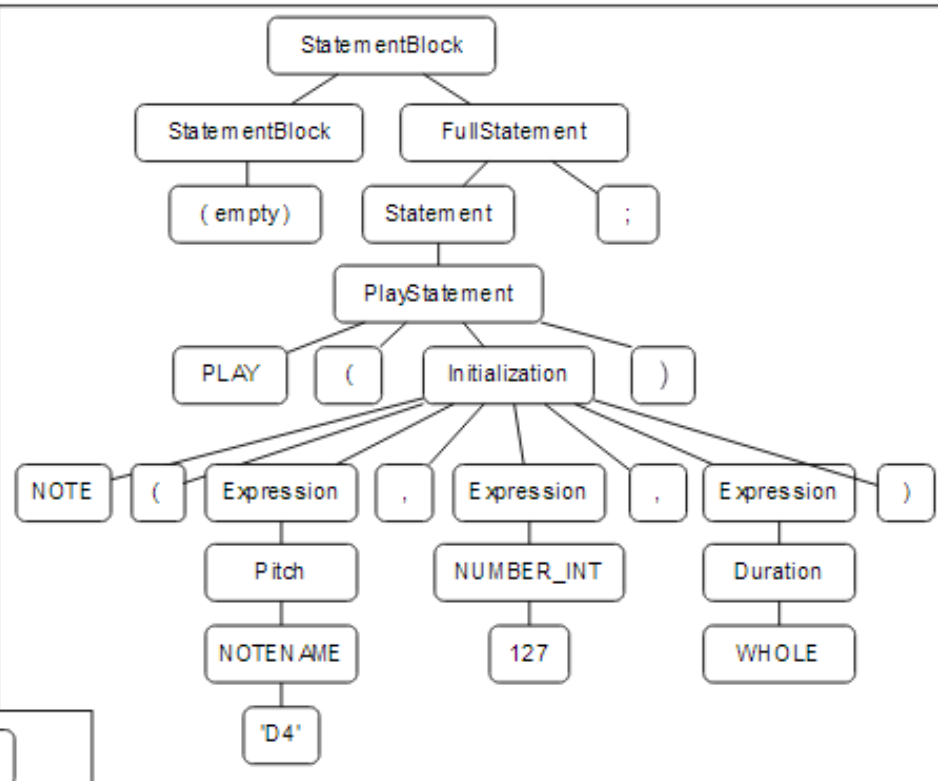 StatementBlock
StatementBlock FullStatement
( empty) Statement ;
PlayStatement
PLAY ( Initialization )
NOTE ( Expression , Expression , Expression )
Pitch NUMBER_INT Duration
NOTENAME 127 WHOLE
'D4'